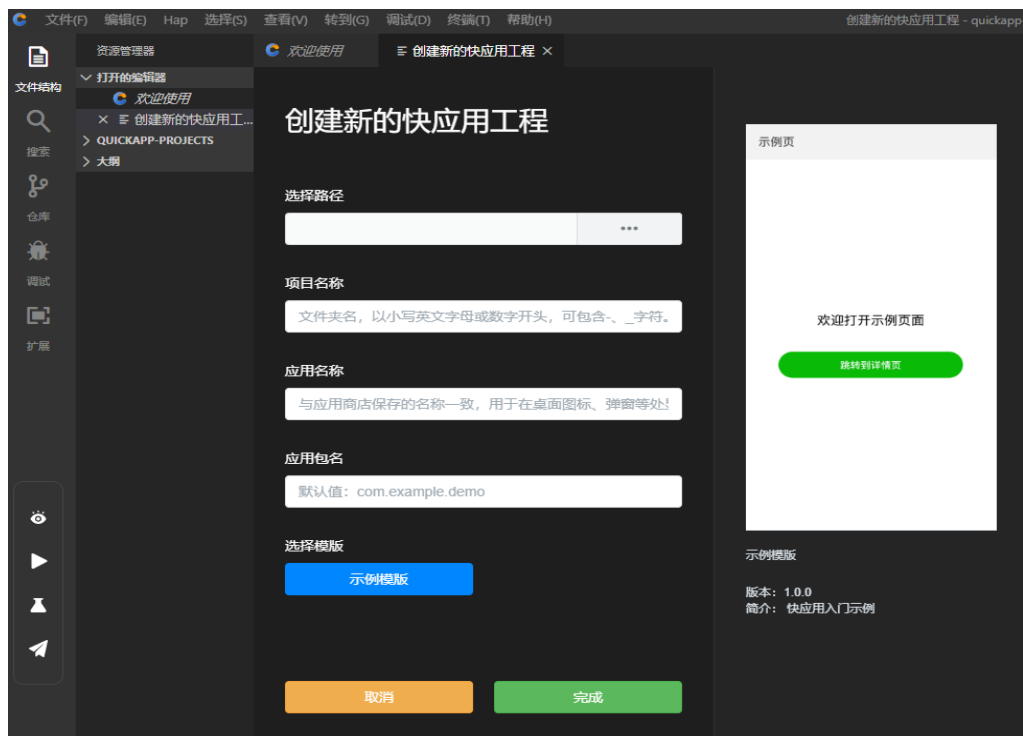 文件(F) 编辑(E) Hap 选择(S) 查看(V) 转到(G) 调试(D) 终端(T) 帮助(H) 创建新的快应用工程 - quickapp
资源管理器
欢迎使用
创建新的快应用工程 ×
文件结构
打开的编辑器
欢迎使用
× 创建新的快应用工...
QUICKAPP-PROJECTS
大纲
搜索
仓库
调试
扩展
创建新的快应用工程
选择路径
•••
项目名称
文件夹名，以小写英文字母或数字开头，可包含-、_字符。
应用名称
与应用商店保存的名称一致，用于在桌面图标、弹窗等处
应用包名
默认值：com.example.demo
选择模版
示例模版
取消
完成
示例页
欢迎打开示例页面
跳转到详情页
示例模版
版本：1.0.0
简介：快应用入门示例